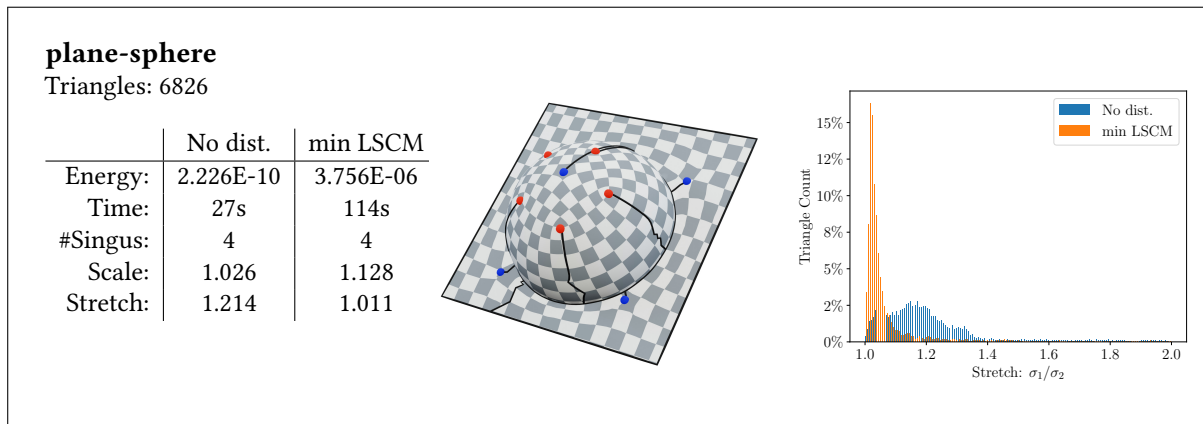 plane-sphere
Triangles: 6826
No dist. min LSCM
Energy: 2.226E-10 3.756E-06
Time: 27s 114s
#Singus: 4 4
Scale: 1.026 1.128
Stretch: 1.214 1.011
No dist.
min LSCM
15%
12%
10%
8%
5%
2%
0%
Triangle Count
1.0 1.2 1.4 1.6 1.8 2.0
Stretch: σ₁/σ₂